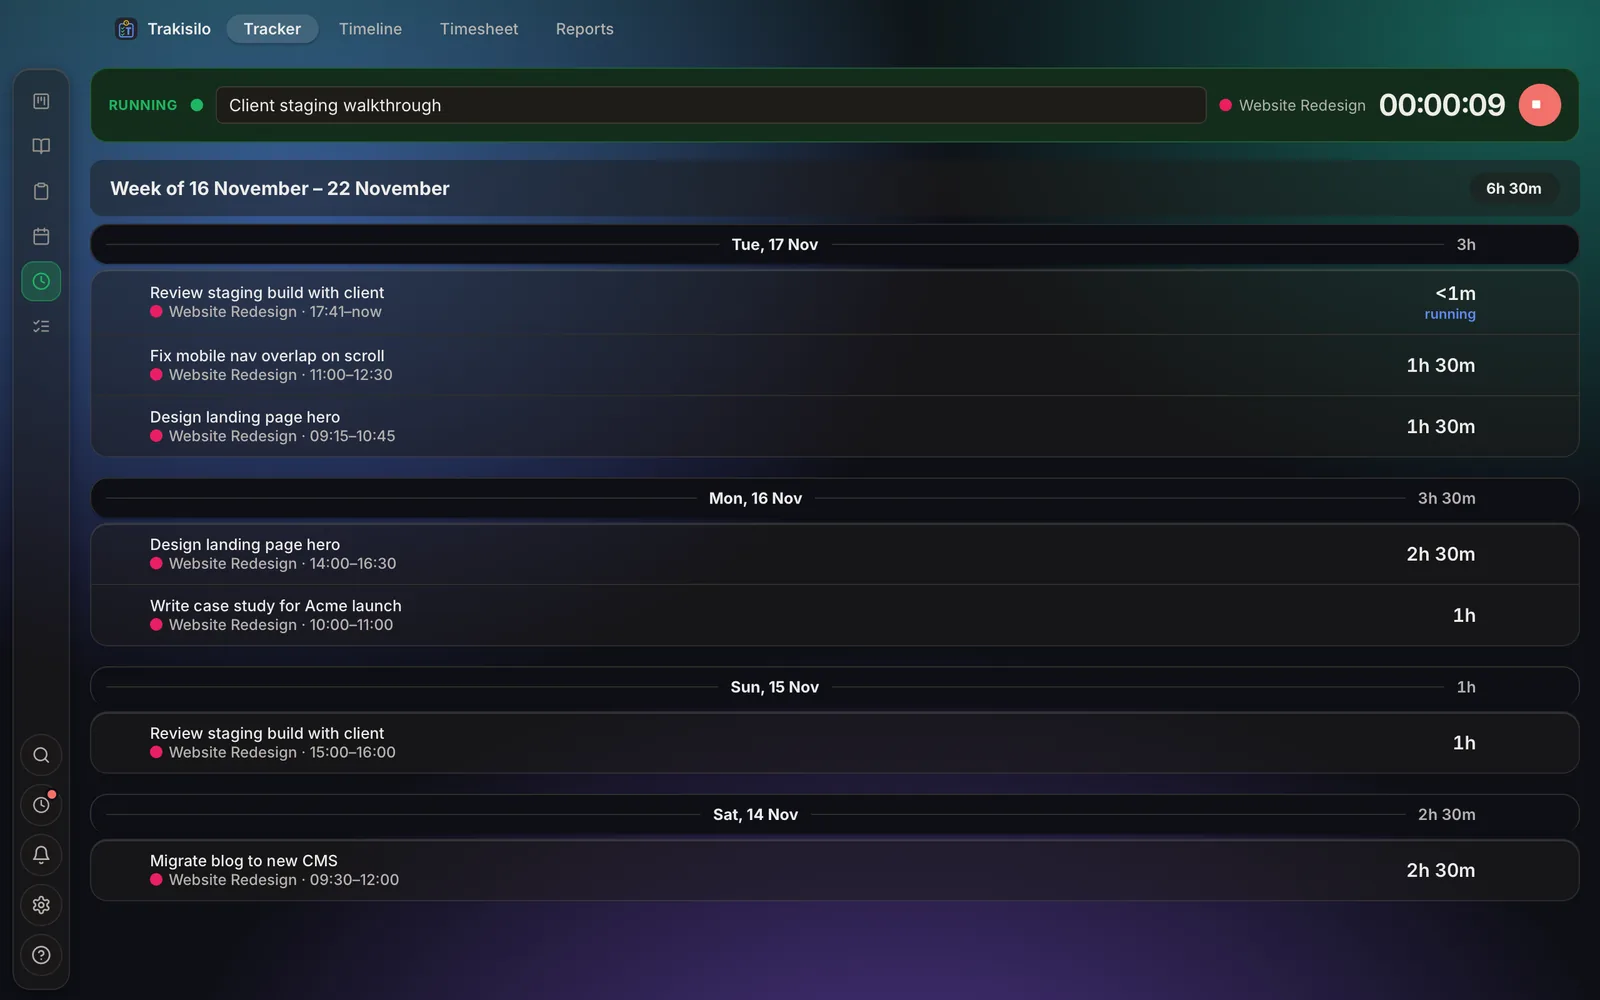 Trakisilo Tracker Timeline Timesheet Reports
RUNNING Client staging walkthrough Website Redesign 00:00:09
Week of 16 November – 22 November 6h 30m
Tue, 17 Nov 3h
Review staging build with client
Website Redesign · 17:41–now
<1m
running
Fix mobile nav overlap on scroll
Website Redesign · 11:00–12:30
1h 30m
Design landing page hero
Website Redesign · 09:15–10:45
1h 30m
Mon, 16 Nov 3h 30m
Design landing page hero
Website Redesign · 14:00–16:30
2h 30m
Write case study for Acme launch
Website Redesign · 10:00–11:00
1h
Sun, 15 Nov 1h
Review staging build with client
Website Redesign · 15:00–16:00
1h
Sat, 14 Nov 2h 30m
Migrate blog to new CMS
Website Redesign · 09:30–12:00
2h 30m